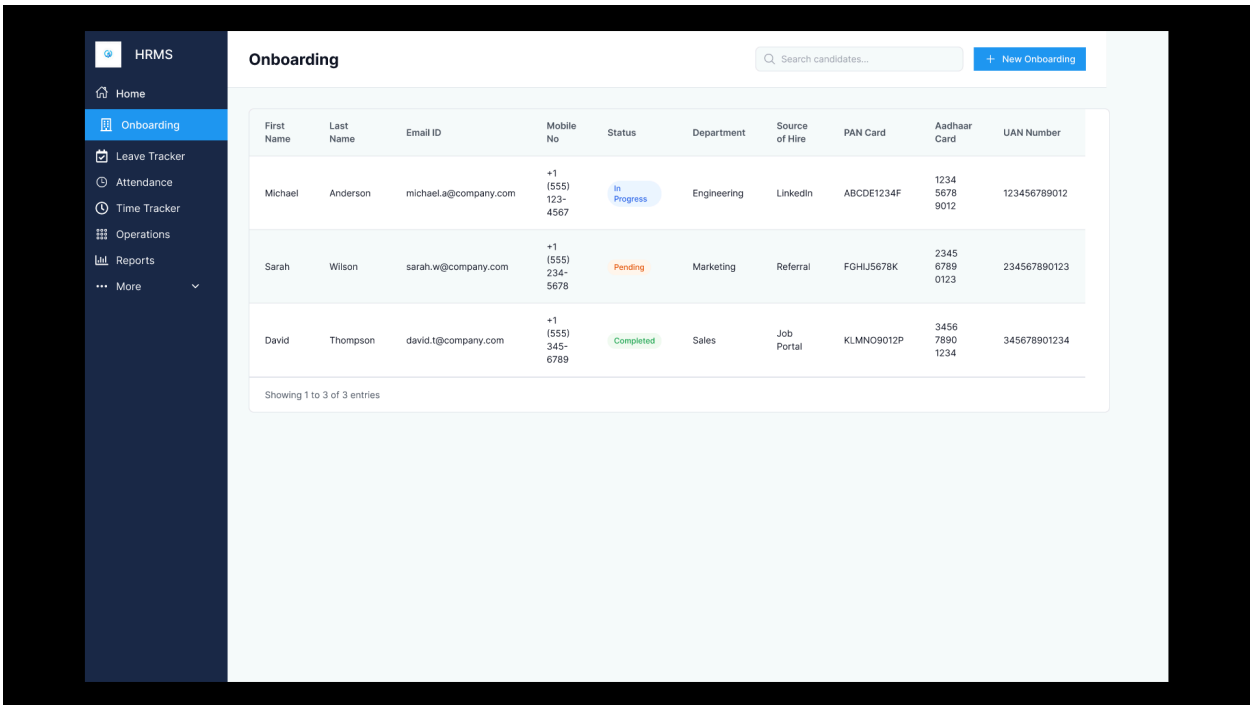 HRMS
Home
Onboarding
Leave Tracker
Attendance
Time Tracker
Operations
Reports
More
Onboarding
Search candidates...
+ New Onboarding
First Name
Last Name
Email ID
Mobile No
Status
Department
Source of Hire
PAN Card
Aadhaar Card
UAN Number
Michael
Anderson
michael.a@company.com
+1
(555)
123-
4567
In
Progress
Engineering
LinkedIn
ABCDE1234F
1234
5678
9012
123456789012
Sarah
Wilson
sarah.w@company.com
+1
(555)
234-
5678
Pending
Marketing
Referral
FGHIJ5678K
2345
6789
0123
234567890123
David
Thompson
david.t@company.com
+1
(555)
345-
6789
Completed
Sales
Job
Portal
KLMNO9012P
3456
7890
1234
345678901234
Showing 1 to 3 of 3 entries